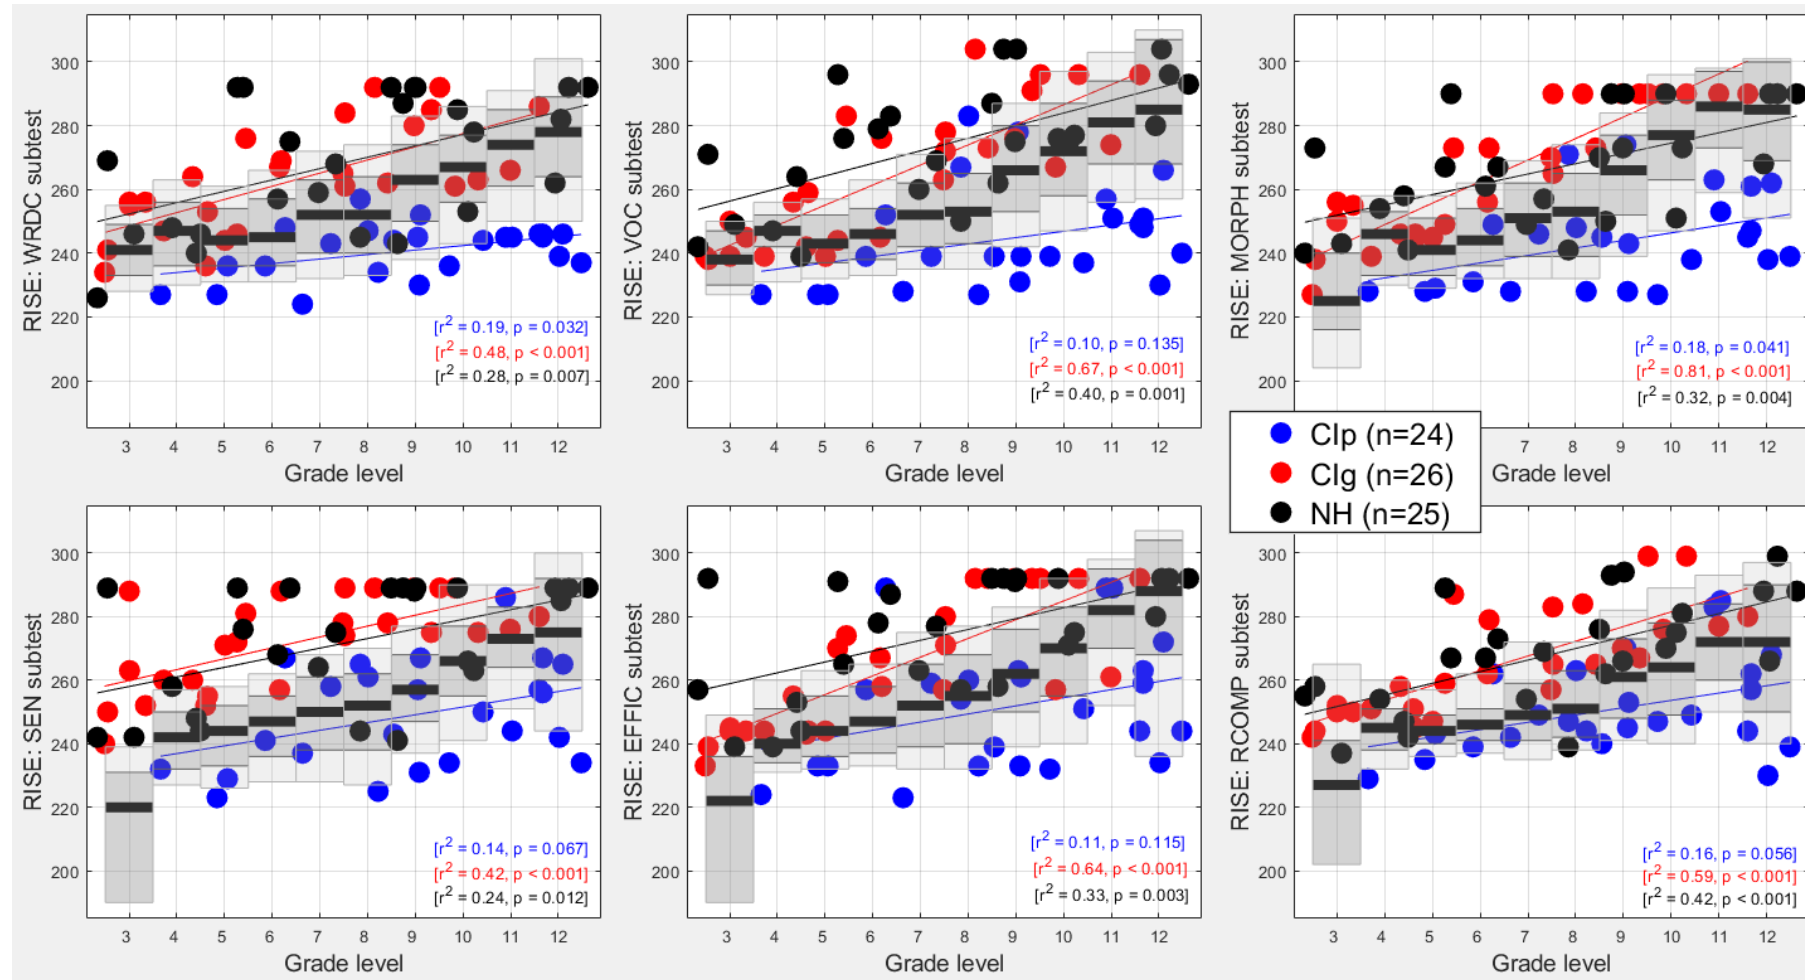 RISE: WRDC subtest
300
280
260
240
220
200
[r² = 0.19, p = 0.032]
[r² = 0.48, p < 0.001]
[r² = 0.28, p = 0.007]
3 4 5 6 7 8 9 10 11 12
Grade level
RISE: VOC subtest
300
280
260
240
220
200
[r² = 0.10, p = 0.135]
[r² = 0.67, p < 0.001]
[r² = 0.40, p = 0.001]
3 4 5 6 7 8 9 10 11 12
Grade level
RISE: MORPH subtest
300
280
260
240
220
200
[r² = 0.18, p = 0.041]
[r² = 0.81, p < 0.001]
[r² = 0.32, p = 0.004]
7 8 9 10 11 12
Grade level
CIp (n=24)
CIg (n=26)
NH (n=25)
RISE: SEN subtest
300
280
260
240
220
200
[r² = 0.14, p = 0.067]
[r² = 0.42, p < 0.001]
[r² = 0.24, p = 0.012]
3 4 5 6 7 8 9 10 11 12
Grade level
RISE: EFFIC subtest
300
280
260
240
220
200
[r² = 0.11, p = 0.115]
[r² = 0.64, p < 0.001]
[r² = 0.33, p = 0.003]
3 4 5 6 7 8 9 10 11 12
Grade level
RISE: RCOMP subtest
300
280
260
240
220
200
[r² = 0.16, p = 0.056]
[r² = 0.59, p < 0.001]
[r² = 0.42, p < 0.001]
3 4 5 6 7 8 9 10 11 12
Grade level